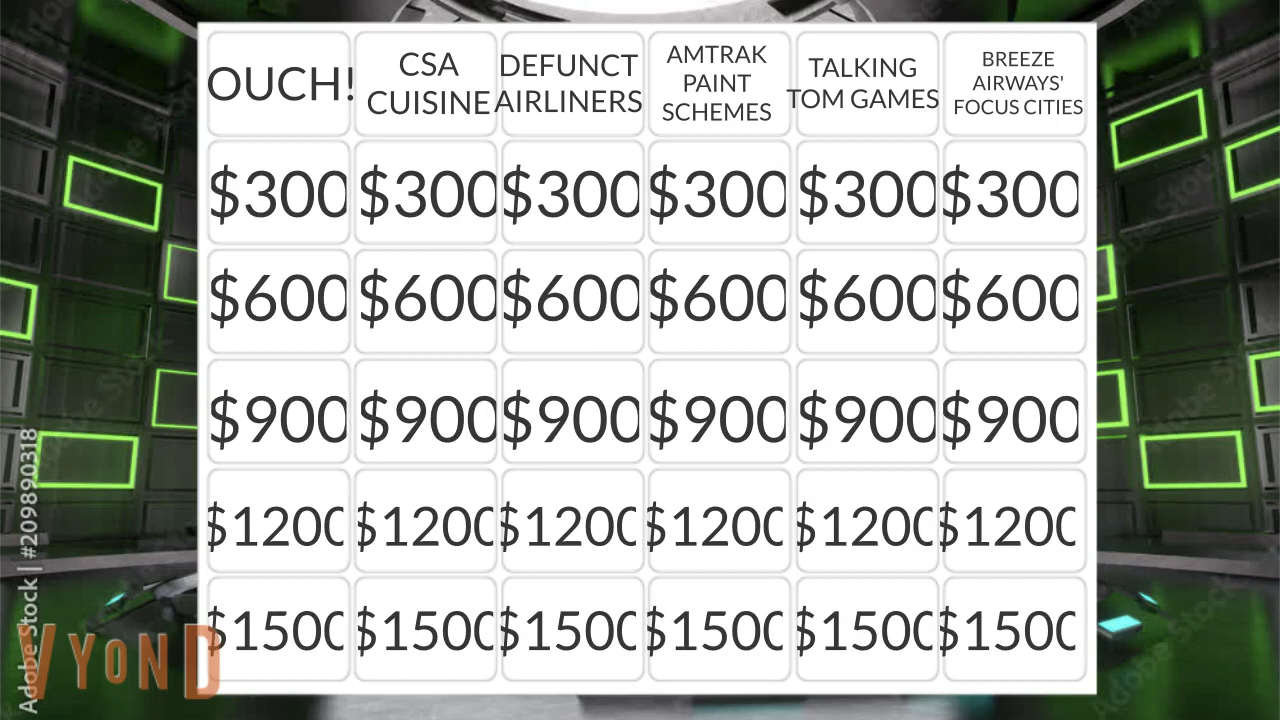 OUCH!
CSA
CUISINE
DEFUNCT
AIRLINERS
AMTRAK
PAINT
SCHEMES
TALKING
TOM GAMES
BREEZE
AIRWAYS'
FOCUS CITIES
$300 $300 $300 $300 $300 $300
$600 $600 $600 $600 $600 $600
$900 $900 $900 $900 $900 $900
$1200 $1200 $1200 $1200 $1200 $1200
$1500 $1500 $1500 $1500 $1500 $1500
VYOND
Adobe Stock | #209890318